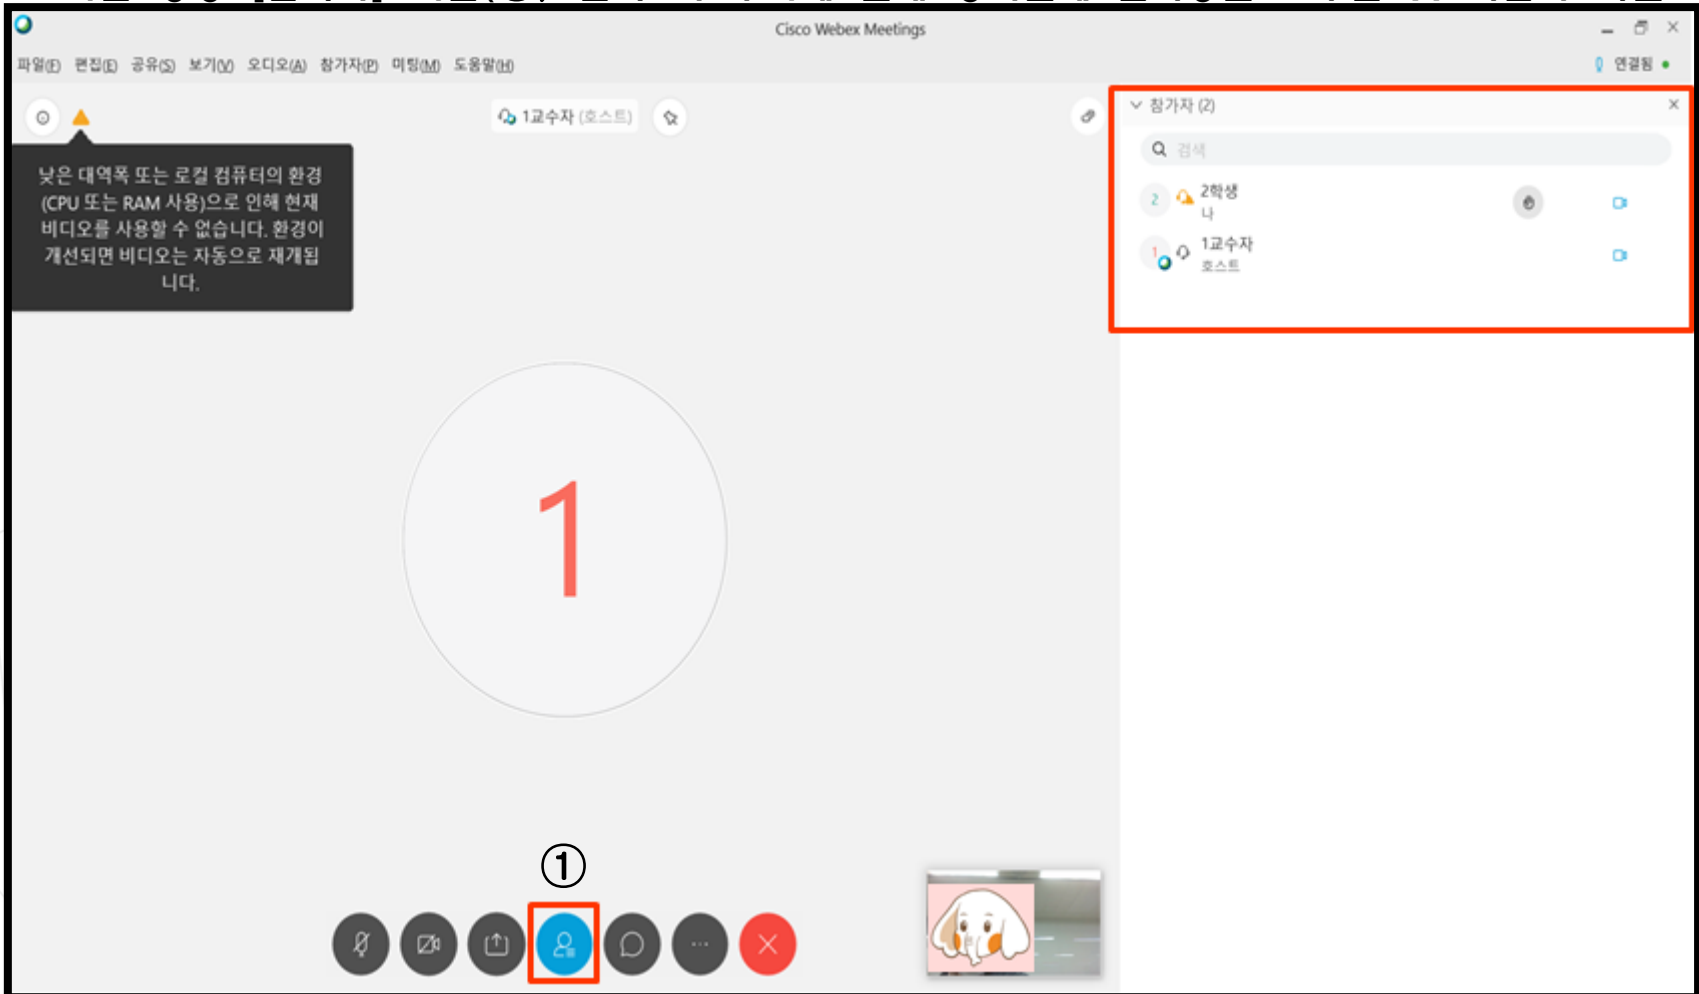 Cisco Webex Meetings
파일(F) 편집(E) 공유(S) 보기(V) 오디오(A) 참가자(P) 미팅(M) 도움말(H)
연결됨
1교수자 (호스트)
참가자 (2)
낮은 대역폭 또는 로컬 컴퓨터의 환경
(CPU 또는 RAM 사용)으로 인해 현재
비디오를 사용할 수 없습니다. 환경이
개선되면 비디오는 자동으로 재개됩
니다.
검색
2 2학생
나
1 1교수자
호스트
1
①